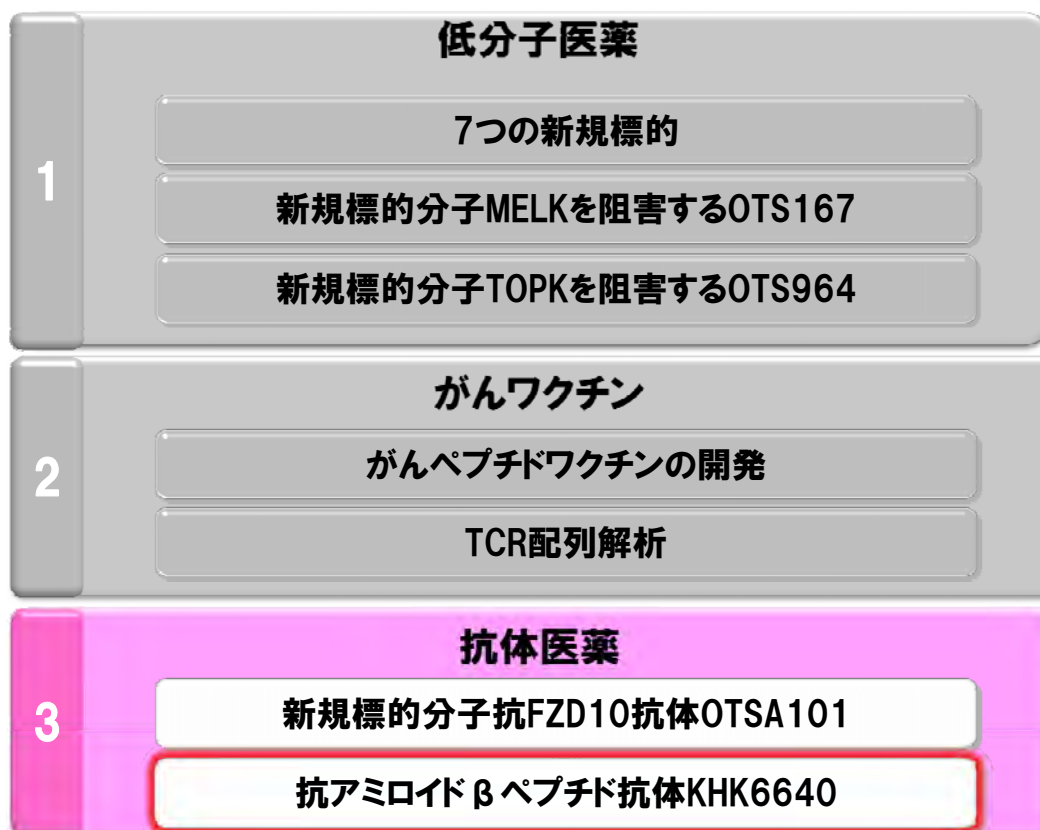 低分子医薬
1
7つの新規標的
新規標的分子MELKを阻害するOTS167
新規標的分子TOPKを阻害するOTS964
がんワクチン
2
がんペプチドワクチンの開発
TCR配列解析
抗体医薬
3
新規標的分子抗FZD10抗体OTSA101
抗アミロイドβペプチド抗体KHK6640